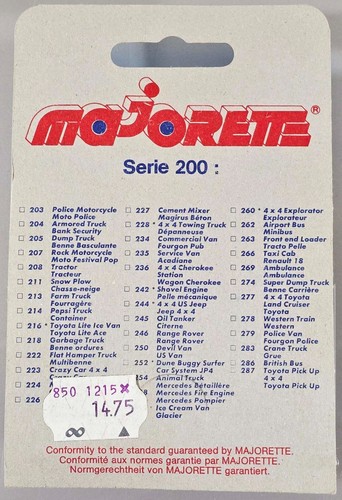 MAJORETTE®
Serie 200 :
203 Police Motorcycle
Moto Police
204 Armored Truck
Bank Security
205 Dump Truck
Benne Basculante
207 Rock Motorcycle
Moto Festival Pop
208 Tractor
Tracteur
211 Snow Plow
Chasse-neige
213 Farm Truck
Fourragère
214 Pepsi Truck
Container
216 * Toyota Lite Ice Van
Toyota Lite Ace
218 Garbage Truck
Benne ordures
222 Flat Hamper Truck
Multibenne
223 Crazy Car 4 x 4
224
226
227 Cement Mixer
Magirus Béton
228 * 4 x 4 Tow Truck
Dépanneuse
234 Commercial Van
Fourgon Pub
235 Service Van
Acadiane
236 4 x 4 Cherokee
Station
Wagon Cherokee
242 * Shovel Power
Pelle mécanique
244 * 4 x 4 US Jeep
Jeep 4 x 4
245 Oil Tanker
Citerne
246 Range Rover
Range Rover
250 Devil Van
US Van
252 * Dune Buggy Surfer
Car System JP4
254 Animal Truck
Mercedes Bétaillère
Mercedes Fire Engine
Mercedes Pompier
Ice Cream Van
Glacier
260 * 4 x 4 Explorator
Explorateur
262 Airport Bus
Minibus
263 Front end Loader
Tracto Pelle
266 Taxi Cab
Renault 18
269 Ambulance
Ambulance
274 Super Dump Truck
Benne Carrière
277 4 x 4 Toyota
Land Cruiser
Toyota
278 Western Train
Western
279 Police Van
Fourgon Police
283 Crane Truck
Grue
286 British Bus
287 Toyota Pick Up
4 x 4
Toyota Pick Up
850 1215
14.75
Conformity to the standard guaranteed by MAJORETTE.
Conformité aux normes garantie par MAJORETTE.
Normengerechtheit von MAJORETTE garantiert.